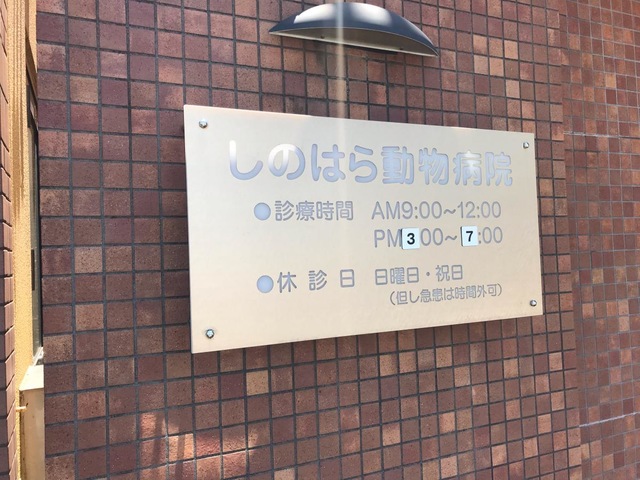 しのはら動物病院
●診療時間 AM9:00~12:00
PM3:00~7:00
●休診日 日曜日・祝日
(但し急患は時間外可)